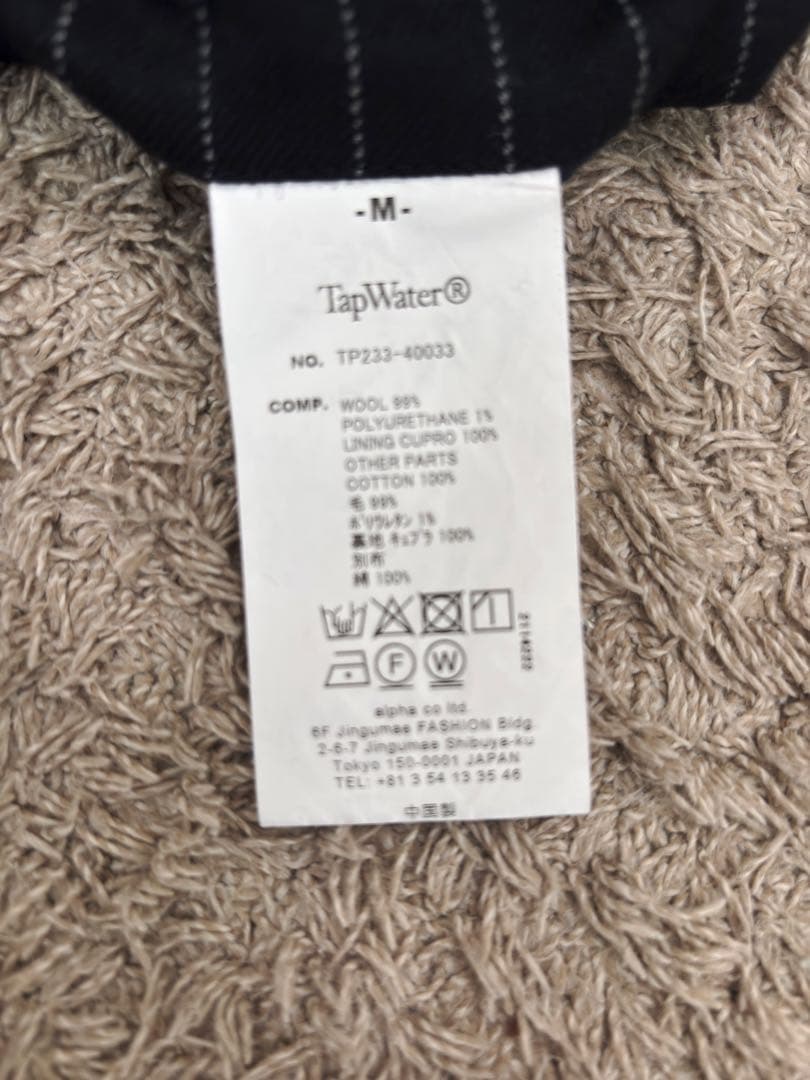 -M-
TapWater®
NO. TP233-40033
COMP. WOOL 99%
POLYURETHANE 1%
LINING CUPRO 100%
OTHER PARTS
COTTON 100%
毛 99%
ポリウレタン 1%
裏地 キュプラ 100%
別布
綿 100%
F W
alpha co ltd.
6F Jingumae FASHION Bldg.
2-6-7 Jingumae Shibuya-ku
Tokyo 150-0001 JAPAN
TEL: +81 3 54 13 35 46
中国製